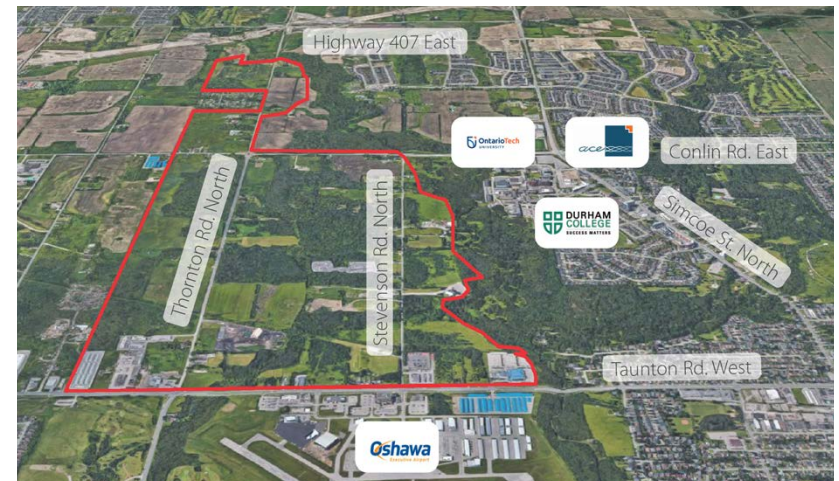 Highway 407 East
OntarioTech
UNIVERSITY
ace
Conlin Rd. East
DURHAM
COLLEGE
SUCCESS MATTERS
Simcoe St. North
Thornton Rd. North
Stevenson Rd. North
Taunton Rd. West
Oshawa
Executive Airport